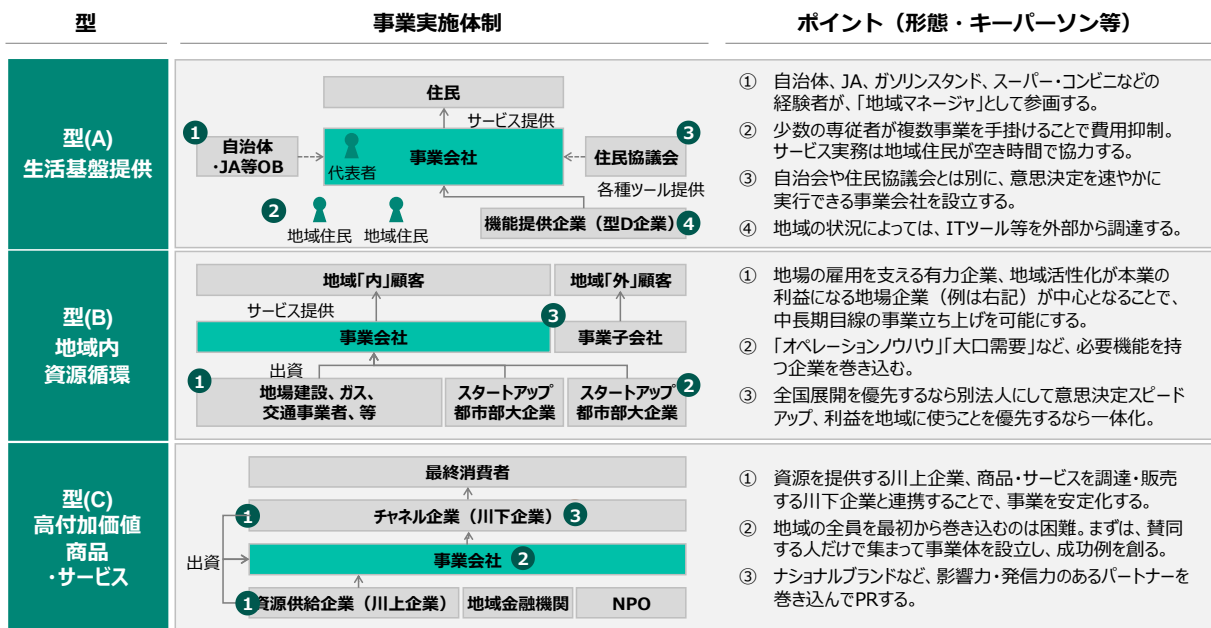 型
事業実施体制
ポイント（形態・キーパーソン等）
型(A)
生活基盤提供
住民
サービス提供
❶
自治体
・JA等OB
代表者
事業会社
❸
住民協議会
各種ツール提供
❷
地域住民
地域住民
機能提供企業（型D企業）❹
① 自治体、JA、ガソリンスタンド、スーパー・コンビニなどの
経験者が、「地域マネージャ」として参画する。
② 少数の専従者が複数事業を手掛けることで費用抑制。
サービス実務は地域住民が空き時間で協力する。
③ 自治会や住民協議会とは別に、意思決定を速やかに
実行できる事業会社を設立する。
④ 地域の状況によっては、ITツール等を外部から調達する。
型(B)
地域内
資源循環
地域「内」顧客
地域「外」顧客
サービス提供
❸
事業会社
事業子会社
出資
❶
地場建設、ガス、
交通事業者、等
スタートアップ
都市部大企業
スタートアップ
都市部大企業
❷
① 地場の雇用を支える有力企業、地域活性化が本業の
利益になる地場企業（例は右記）が中心となることで、
中長期目線の事業立ち上げを可能にする。
② 「オペレーションノウハウ」「大口需要」など、必要機能を持
つ企業を巻き込む。
③ 全国展開を優先するなら別法人にして意思決定スピード
アップ、利益を地域に使うことを優先するなら一体化。
型(C)
高付加価値
商品
・サービス
最終消費者
❶
チャネル企業（川下企業）❸
出資
事業会社 ❷
❶資源供給企業（川上企業）
地域金融機関
NPO
① 資源を提供する川上企業、商品・サービスを調達・販売
する川下企業と連携することで、事業を安定化する。
② 地域の全員を最初から巻き込むのは困難。まずは、賛同
する人だけで集まって事業体を設立し、成功例を創る。
③ ナショナルブランドなど、影響力・発信力のあるパートナーを
巻き込んでPRする。